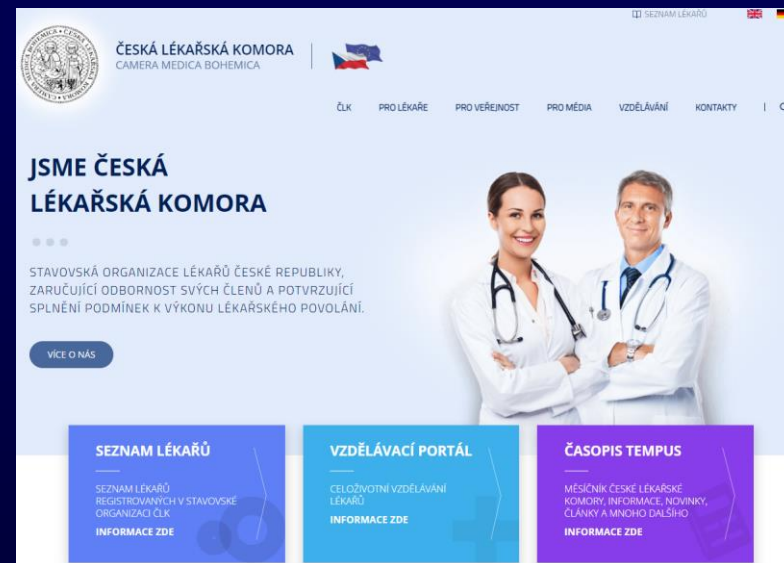 SEZNAM LÉKAŘŮ
ČESKÁ LÉKAŘSKÁ KOMORA
CAMERA MEDICA BOHEMICA
ČLK PRO LÉKAŘE PRO VEŘEJNOST PRO MÉDIA VZDĚLÁVÁNÍ KONTAKTY
JSME ČESKÁ
LÉKAŘSKÁ KOMORA
STAVOVSKÁ ORGANIZACE LÉKAŘŮ ČESKÉ REPUBLIKY,
ZARUČUJÍCÍ ODBORNOST SVÝCH ČLENŮ A POTVRZUJÍCÍ
SPLNĚNÍ PODMÍNEK K VÝKONU LÉKAŘSKÉHO POVOLÁNÍ.
VÍCE O NÁS
SEZNAM LÉKAŘŮ
SEZNAM LÉKAŘŮ
REGISTROVANÝCH V STAVOVSKÉ
ORGANIZACI ČLK
INFORMACE ZDE
VZDĚLÁVACÍ PORTÁL
CELOŽIVOTNÍ VZDĚLÁVÁNÍ
LÉKAŘŮ
INFORMACE ZDE
ČASOPIS TEMPUS
MĚSÍČNÍK ČESKÉ LÉKAŘSKÉ
KOMORY, INFORMACE, NOVINKY,
ČLÁNKY A MNOHO DALŠÍHO
INFORMACE ZDE